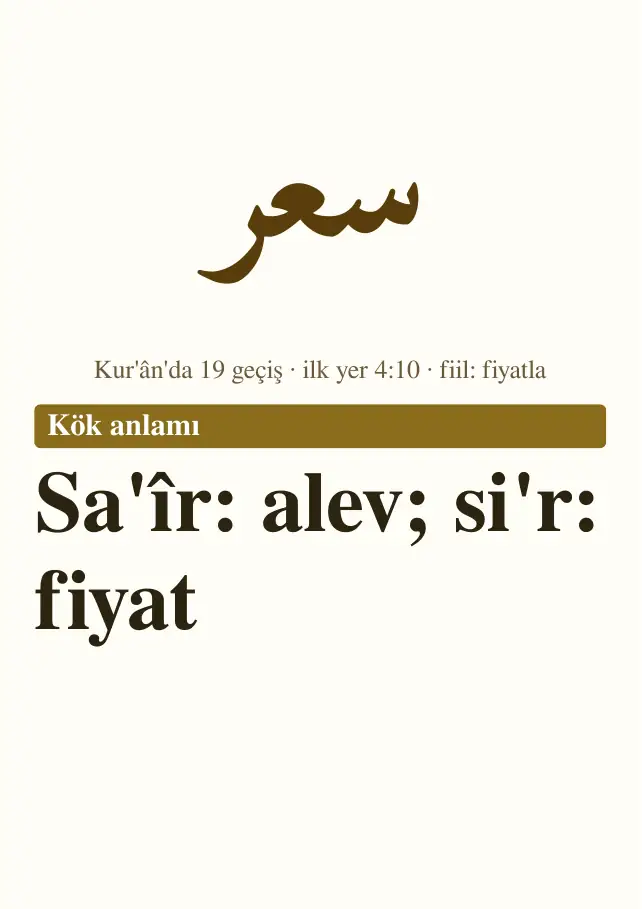 سعر
Kur'ân'da 19 geçiş · ilk yer 4:10 · fiil: fiyatla
Kök anlamı
Sa'îr: alev; si'r:
fiyat